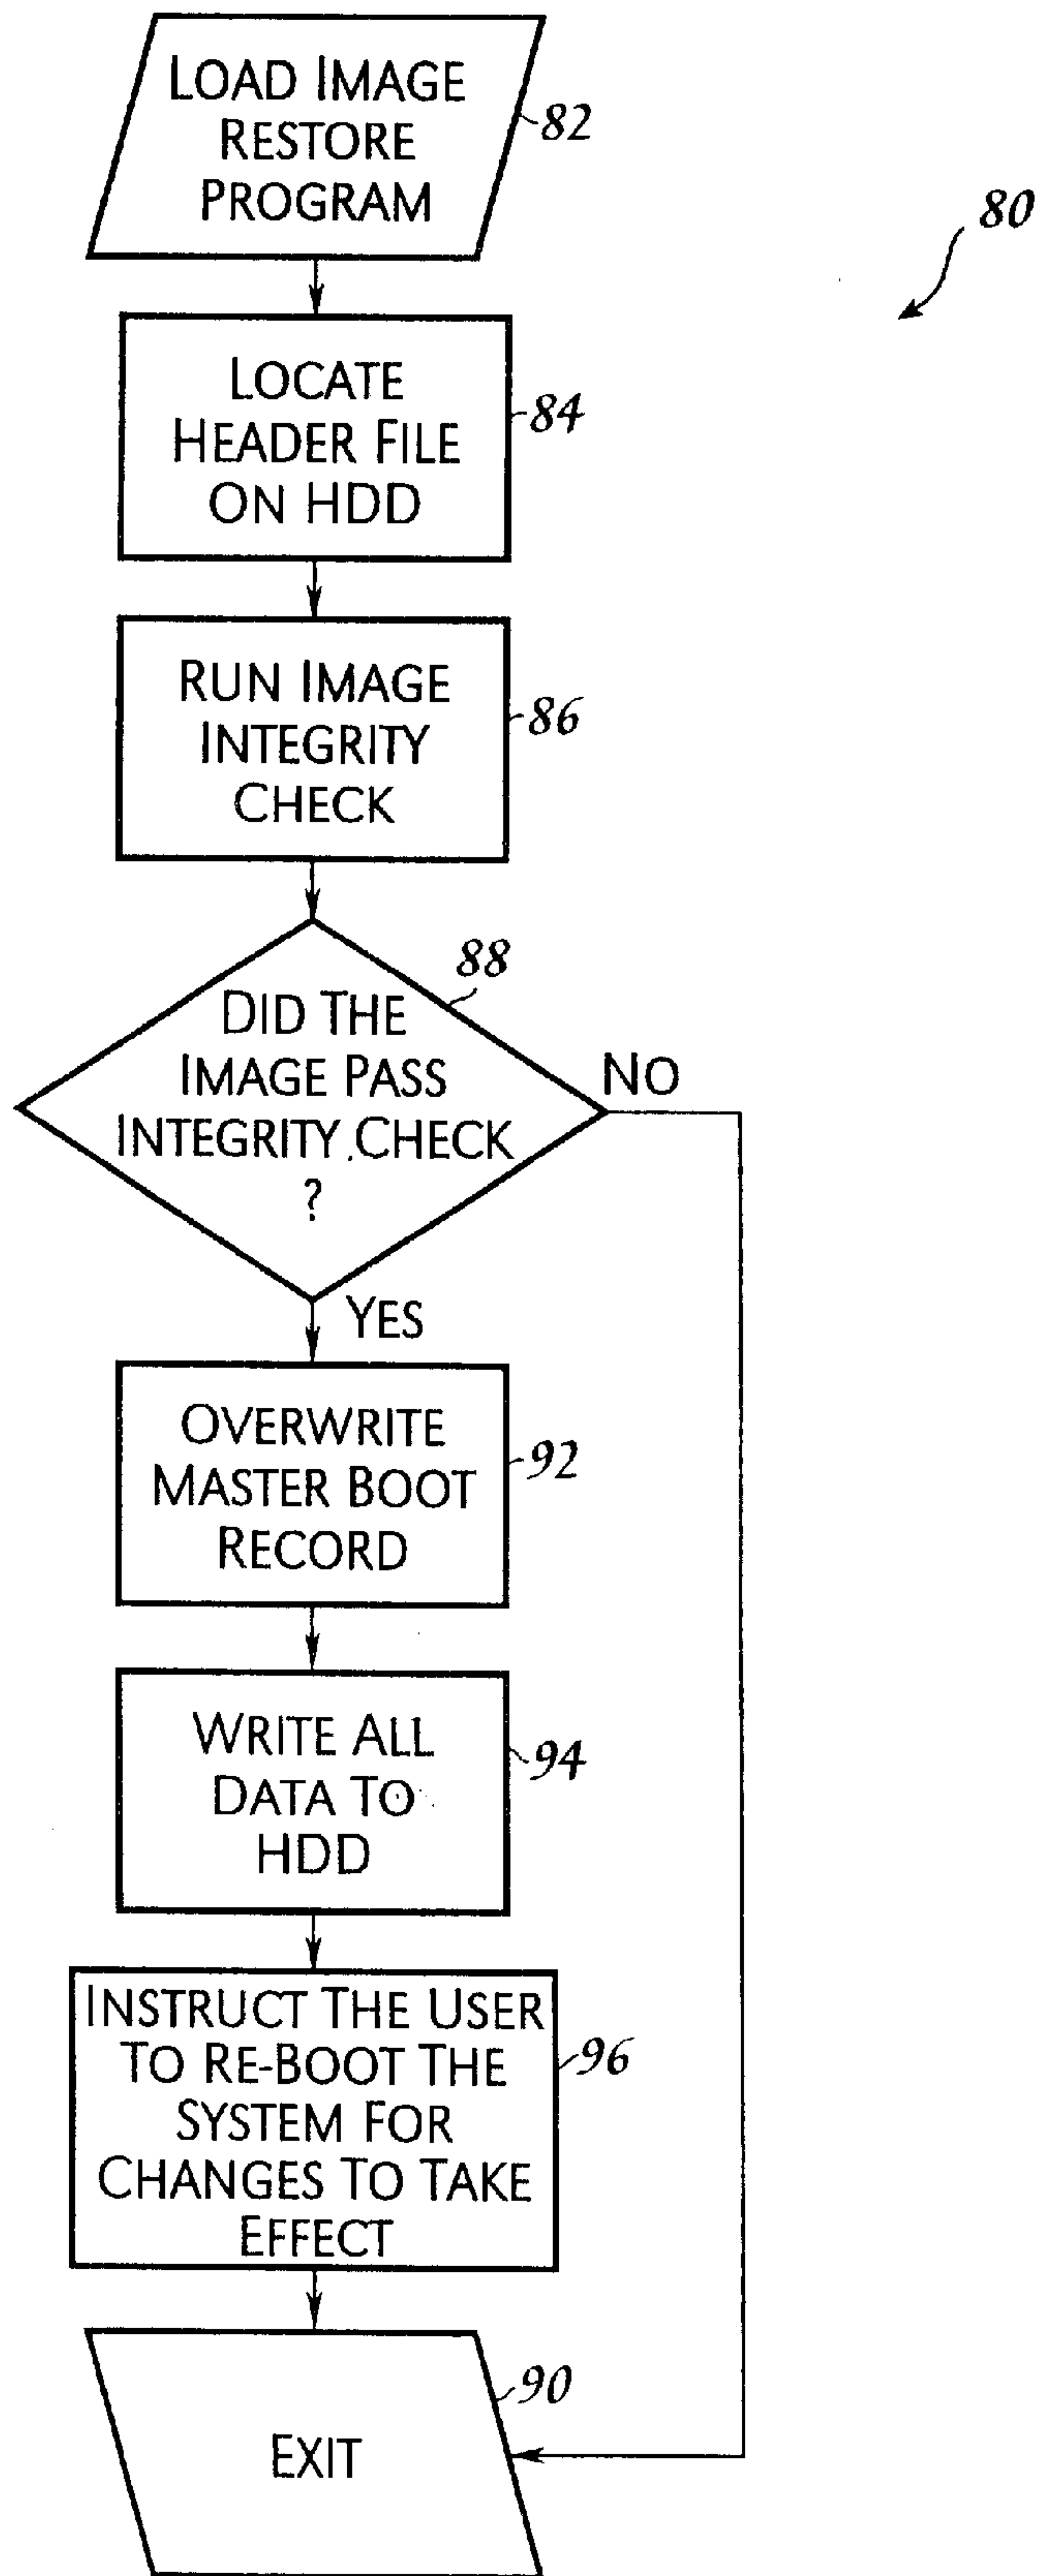 LOAD IMAGE
RESTORE
PROGRAM
82
80
LOCATE
HEADER FILE
ON HDD
84
RUN IMAGE
INTEGRITY
CHECK
86
88
DID THE
IMAGE PASS
INTEGRITY CHECK
?
NO
YES
OVERWRITE
MASTER BOOT
RECORD
92
WRITE ALL
DATA TO
HDD
94
INSTRUCT THE USER
TO RE-BOOT THE
SYSTEM FOR
CHANGES TO TAKE
EFFECT
96
EXIT
90